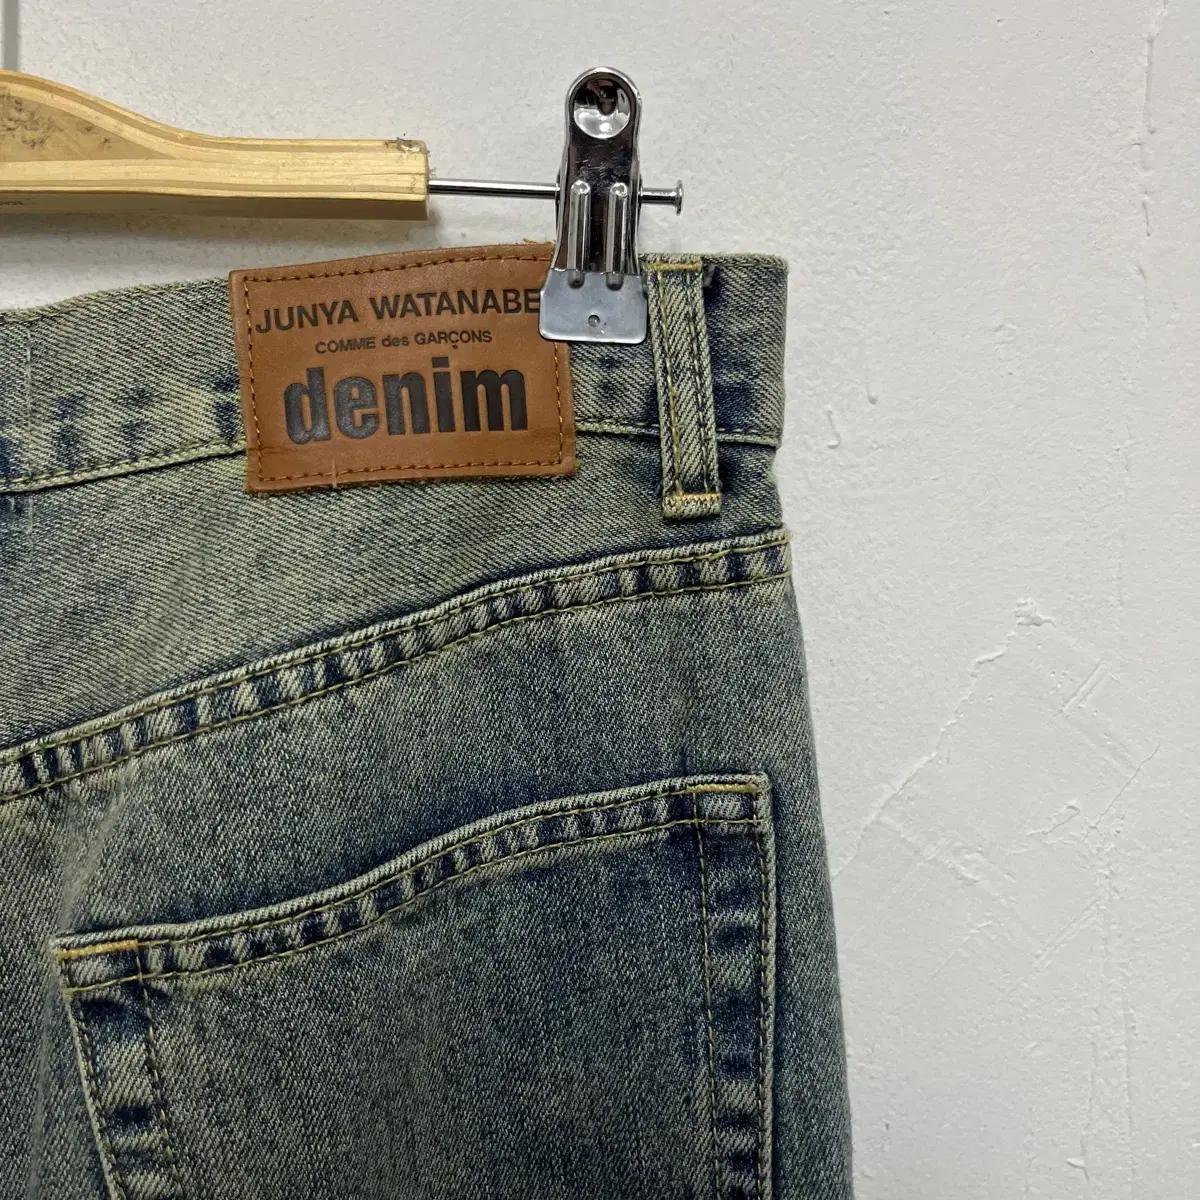 JUNYA WATANABE
COMME des GARÇONS
denim